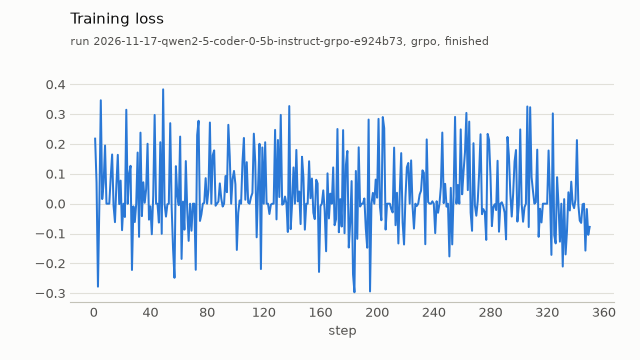 Training loss
run 2026-11-17-qwen2-5-coder-0-5b-instruct-grpo-e924b73, grpo, finished
0.4
0.3
0.2
0.1
0.0
−0.1
−0.2
−0.3
0 40 80 120 160 200 240 280 320 360
step